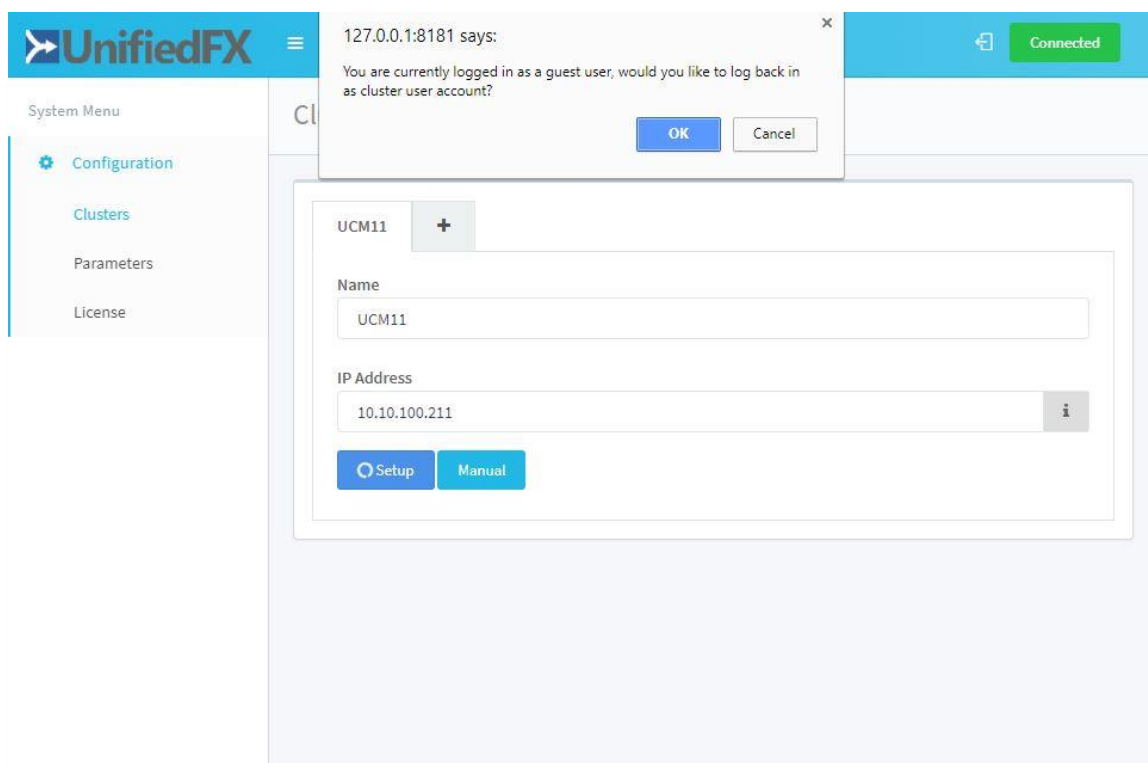 UnifiedFX
127.0.0.1:8181 says:
You are currently logged in as a guest user, would you like to log back in
as cluster user account?
OK
Cancel
Connected
System Menu
Configuration
Clusters
Parameters
License
UCM11
Name
UCM11
IP Address
10.10.100.211
Setup
Manual